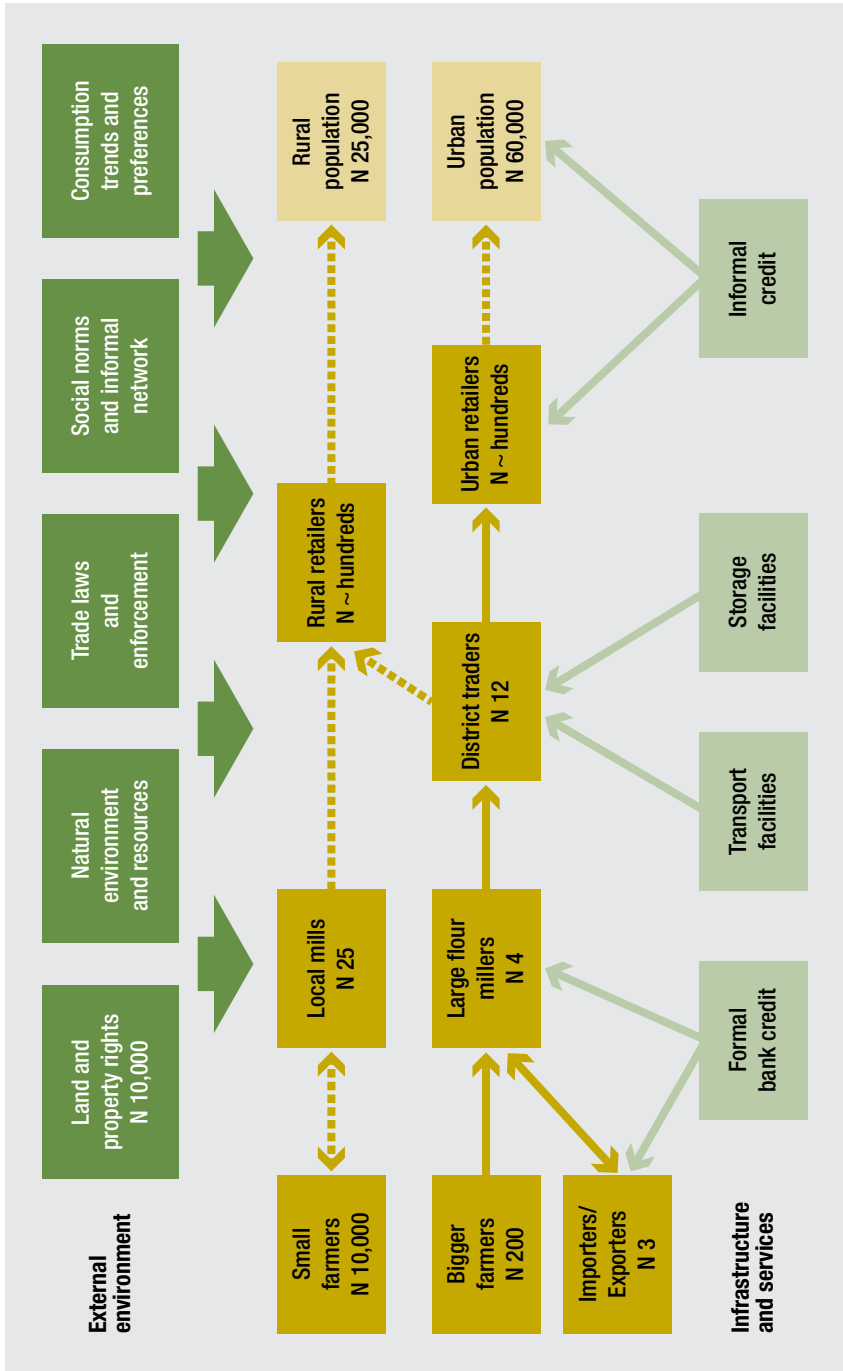 External
environment
Land and
property rights
N 10,000
Natural
environment
and resources
Trade laws
and
enforcement
Social norms
and informal
network
Consumption
trends and
preferences
Small
farmers
N 10,000
Local mills
N 25
Rural retailers
N ~ hundreds
Rural
population
N 25,000
Bigger
farmers
N 200
Large flour
millers
N 4
District traders
N 12
Urban retailers
N ~ hundreds
Urban
population
N 60,000
Importers/
Exporters
N 3
Infrastructure
and services
Formal
bank credit
Transport
facilities
Storage
facilities
Informal
credit